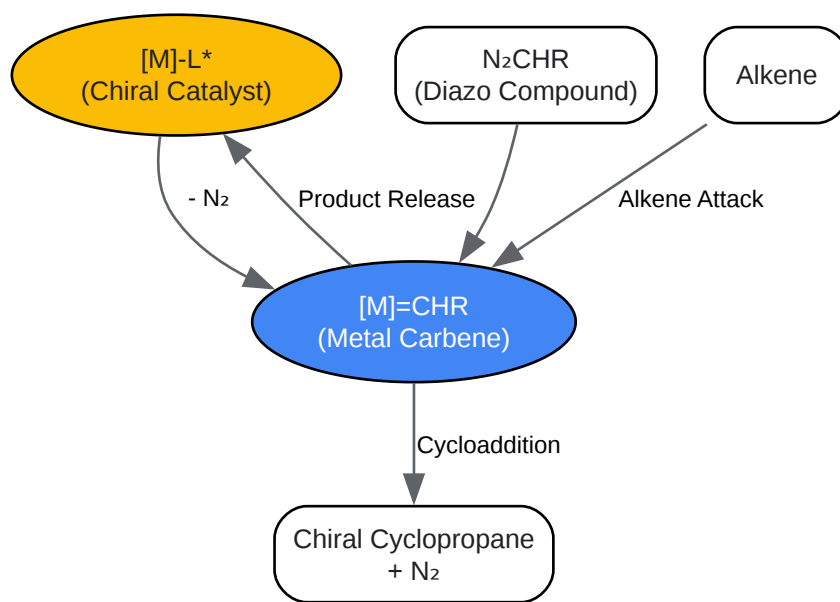 [M]-L*
(Chiral Catalyst)
N₂CHR
(Diazo Compound)
Alkene
- N₂
Product Release
Alkene Attack
[M]=CHR
(Metal Carbene)
Cycloaddition
Chiral Cyclopropane
+ N₂